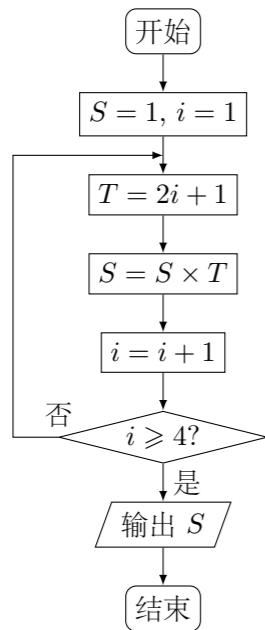 开始
S = 1, i = 1
T = 2i + 1
S = S × T
i = i + 1
否
i ⩾ 4?
是
输出 S
结束